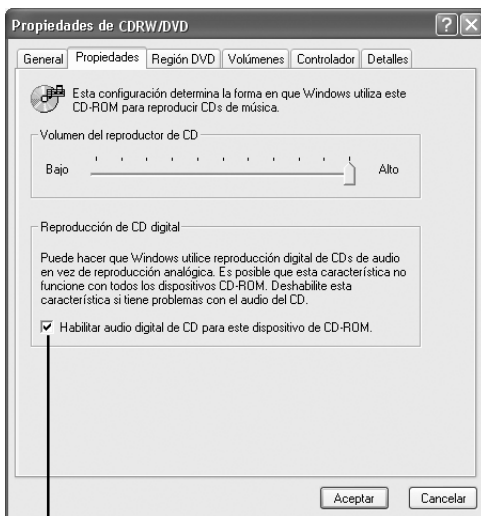 Propiedades de CDRW/DVD
General Propiedades Región DVD Volúmenes Controlador Detalles
Esta configuración determina la forma en que Windows utiliza este
CD-ROM para reproducir CDs de música.
Volumen del reproductor de CD
Bajo Alto
Reproducción de CD digital
Puede hacer que Windows utilice reproducción digital de CDs de audio
en vez de reproducción analógica. Es posible que esta característica no
funcione con todos los dispositivos CD-ROM. Deshabilite esta
característica si tiene problemas con el audio del CD.
Habilitar audio digital de CD para este dispositivo de CD-ROM.
Aceptar Cancelar